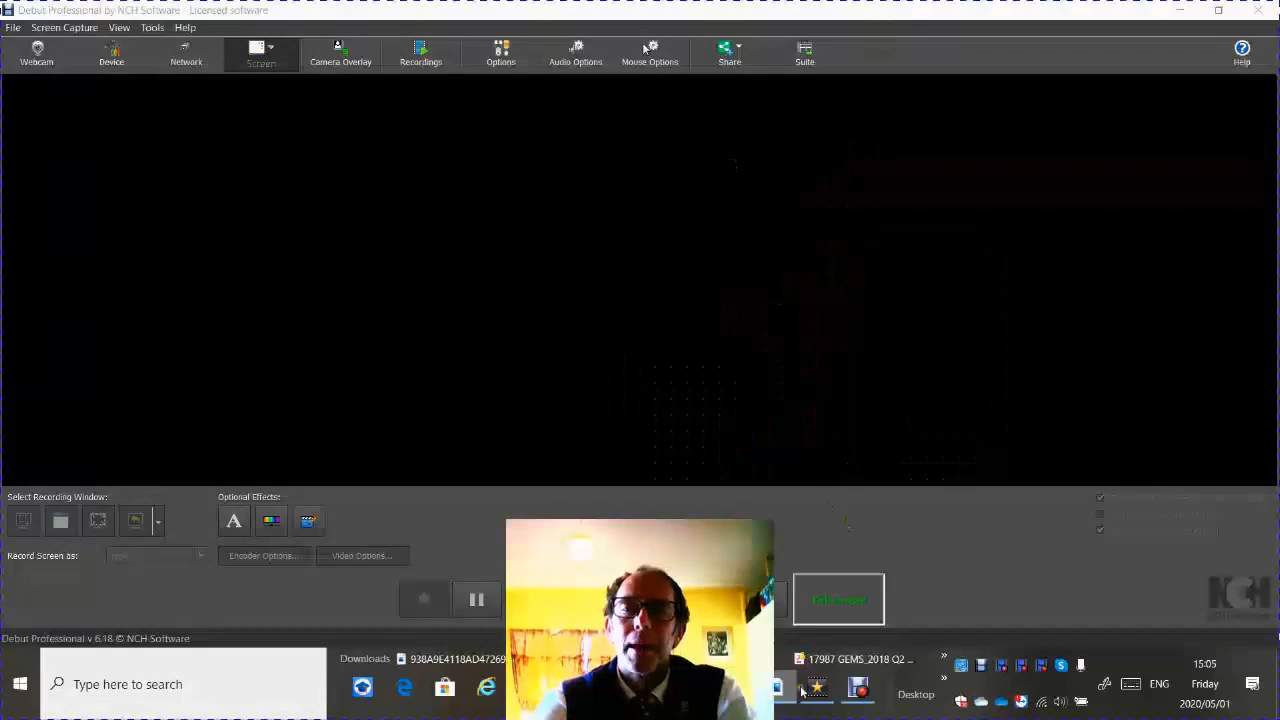 Debut Professional by NCH Software - Licensed software
File Screen Capture View Tools Help
Webcam Device Network Screen Camera Overlay Recordings Options Audio Options Mouse Options Share Suite Help
Select Recording Window: Optional Effects:
A
Record Screen as: Encoder Options... Video Options...
NCH
Debut Professional v 6.18 © NCH Software
Downloads 938A9E4118AD47269 17987 GEMS_2018 Q2 ... »
Type here to search
Desktop » ENG
15:05
Friday
2020/05/01